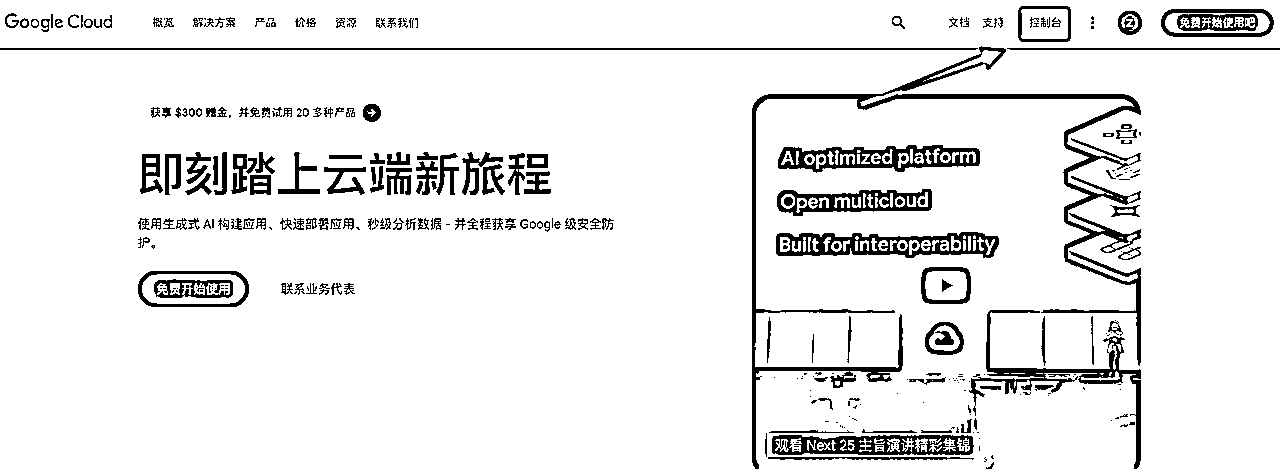 Google Cloud 概览 解决方案 产品 价格 资源 联系我们 文档 支持 控制台 免费开始使用吧
获享 $300 赠金，并免费试用 20 多种产品
即刻踏上云端新旅程
使用生成式 AI 构建应用、快速部署应用、秒级分析数据 - 并全程获享 Google 级安全防
护。
免费开始使用 联系业务代表
AI optimized platform
Open multicloud
Built for interoperability
观看 Next 25 主旨演讲精彩集锦